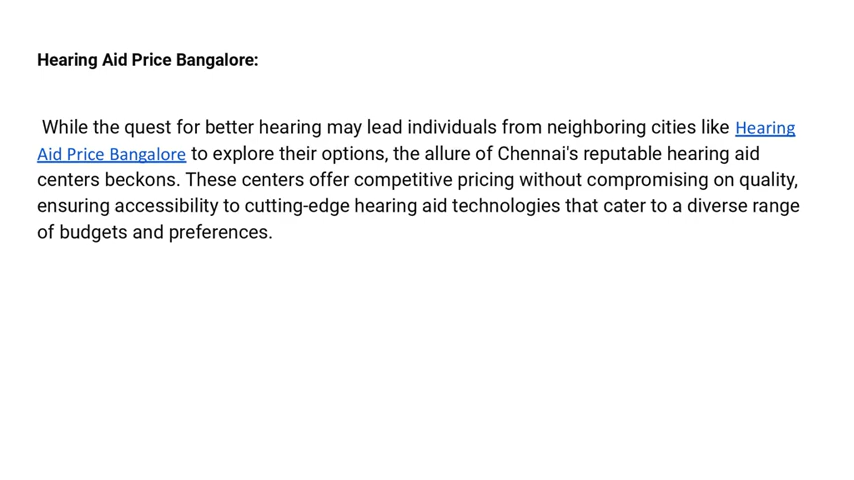 Hearing Aid Price Bangalore:
While the quest for better hearing may lead individuals from neighboring cities like Hearing
Aid Price Bangalore to explore their options, the allure of Chennai's reputable hearing aid
centers beckons. These centers offer competitive pricing without compromising on quality,
ensuring accessibility to cutting-edge hearing aid technologies that cater to a diverse range
of budgets and preferences.